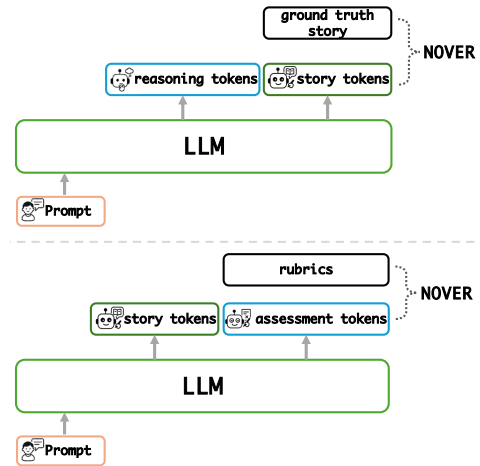 ground truth
story
NOVER
reasoning tokens
story tokens
LLM
Prompt
rubrics
NOVER
story tokens
assessment tokens
LLM
Prompt